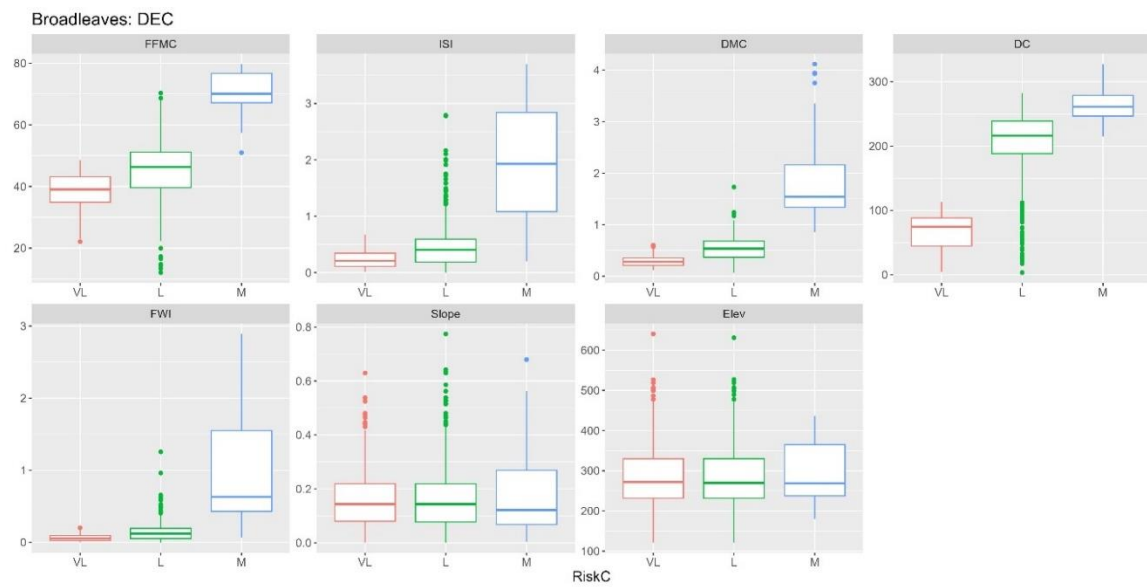 Broadleaves: DEC
FFMC ISI DMC DC
80
60
40
20
VL L M
3
2
1
0
VL L M
4
3
2
1
0
VL L M
300
200
100
0
VL L M
FWI Slope Elev
3
2
1
0
VL L M
0.8
0.6
0.4
0.2
0.0
VL L M
600
500
400
300
200
100
VL L M
RiskC